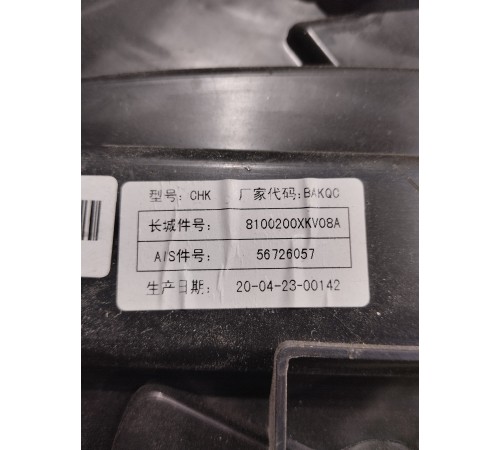 型号: CHK 厂家代码: BAKQC
长城件号: 8100200XKV08A
A/S件号: 56726057
生产日期: 20-04-23-00142